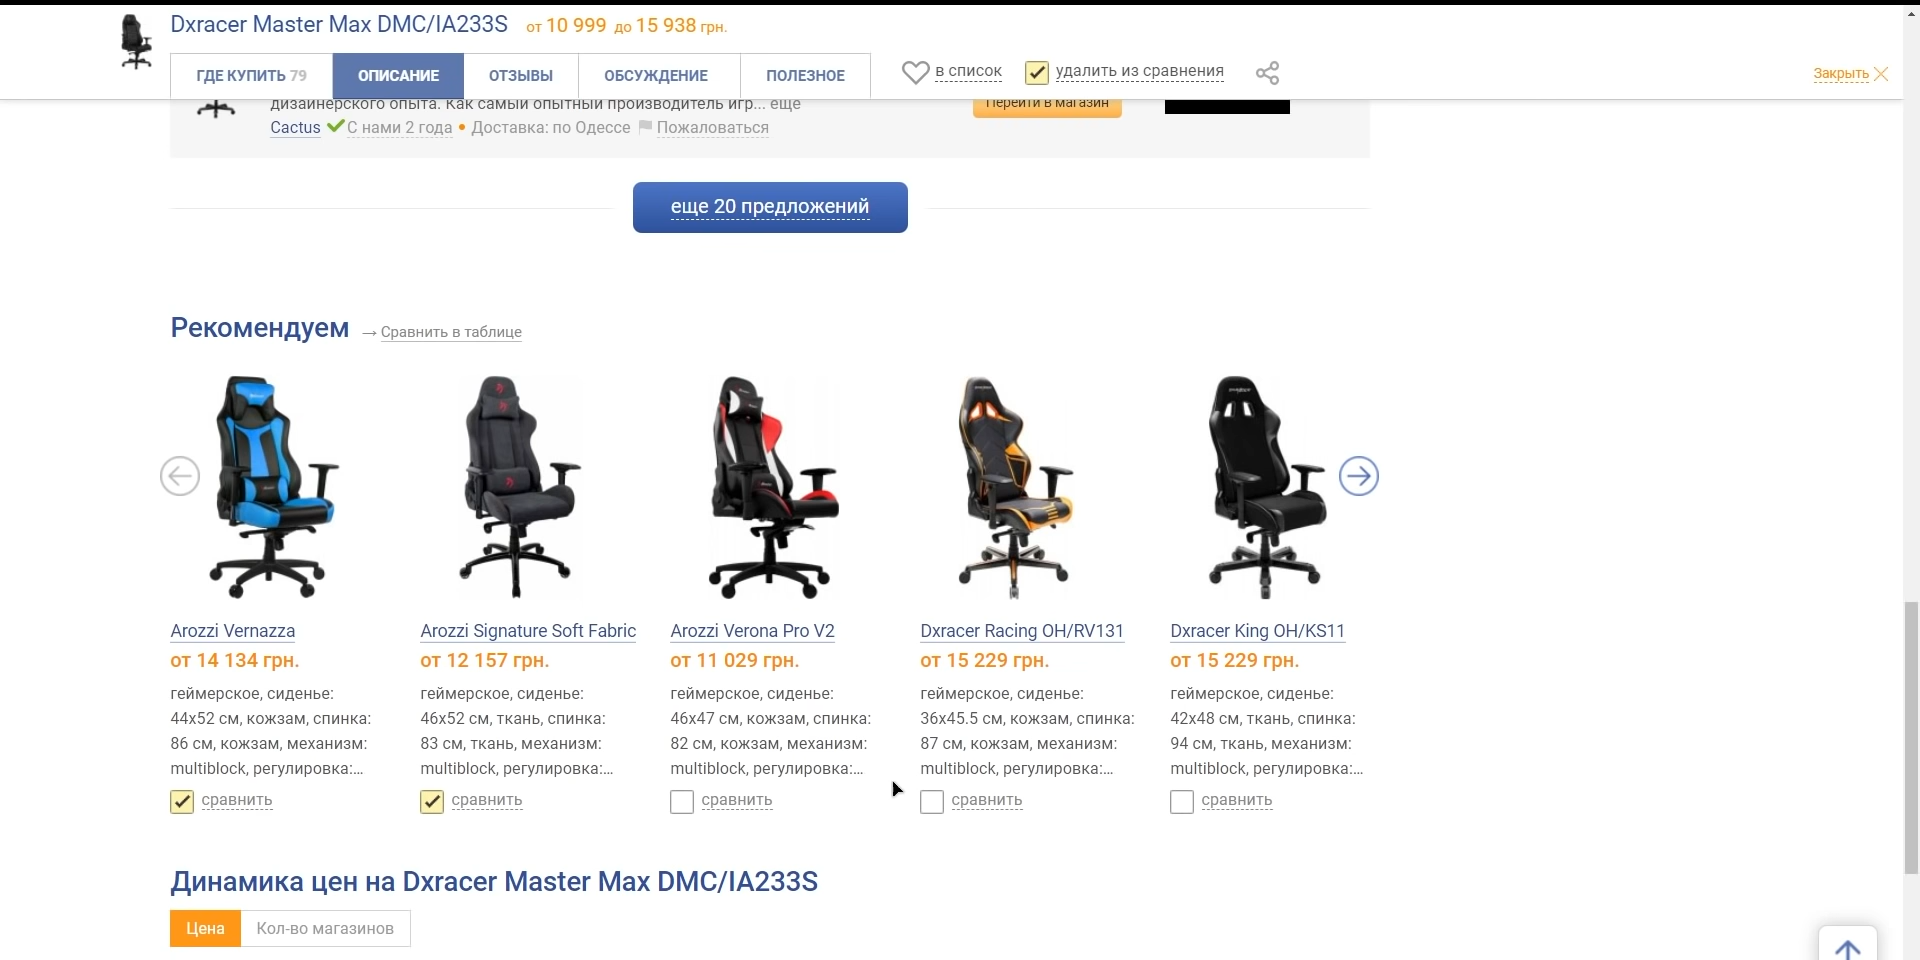 Dxracer Master Max DMC/IA233S от 10 999 до 15 938 грн.
ГДЕ КУПИТЬ 79 ОПИСАНИЕ ОТЗЫВЫ ОБСУЖДЕНИЕ ПОЛЕЗНОЕ в список удалить из сравнения Закрыть
дизайнерского опыта. Как самый опытный производитель игр... еще Перейти в магазин
Cactus С нами 2 года • Доставка: по Одессе Пожаловаться
еще 20 предложений
Рекомендуем → Сравнить в таблице
Arozzi Vernazza
от 14 134 грн.
геймерское, сиденье:
44x52 см, кожзам, спинка:
86 см, кожзам, механизм:
multiblock, регулировка:...
сравнить
Arozzi Signature Soft Fabric
от 12 157 грн.
геймерское, сиденье:
46x52 см, ткань, спинка:
83 см, ткань, механизм:
multiblock, регулировка:...
сравнить
Arozzi Verona Pro V2
от 11 029 грн.
геймерское, сиденье:
46x47 см, кожзам, спинка:
82 см, кожзам, механизм:
multiblock, регулировка:...
сравнить
Dxracer Racing OH/RV131
от 15 229 грн.
геймерское, сиденье:
36x45.5 см, кожзам, спинка:
87 см, кожзам, механизм:
multiblock, регулировка:...
сравнить
Dxracer King OH/KS11
от 15 229 грн.
геймерское, сиденье:
42x48 см, ткань, спинка:
94 см, ткань, механизм:
multiblock, регулировка:...
сравнить
Динамика цен на Dxracer Master Max DMC/IA233S
Цена Кол-во магазинов